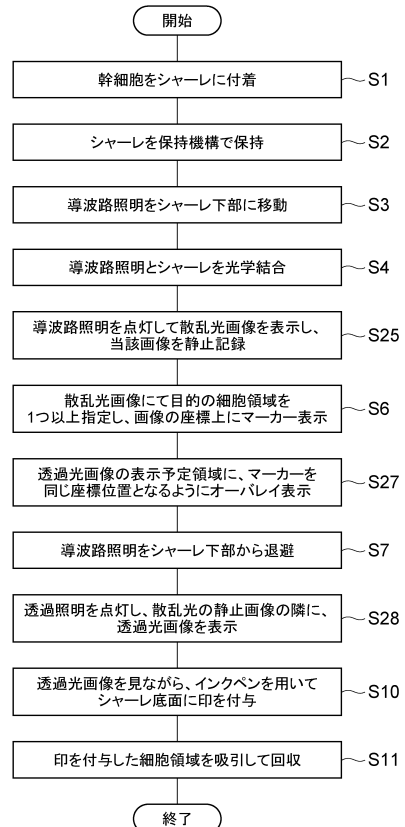 開始
幹細胞をシャーレに付着
S1
シャーレを保持機構で保持
S2
導波路照明をシャーレ下部に移動
S3
導波路照明とシャーレを光学結合
S4
導波路照明を点灯して散乱光画像を表示し、
当該画像を静止記録
S25
散乱光画像にて目的の細胞領域を
1つ以上指定し、画像の座標上にマーカー表示
S6
透過光画像の表示予定領域に、マーカーを
同じ座標位置となるようにオーバレイ表示
S27
導波路照明をシャーレ下部から退避
S7
透過照明を点灯し、散乱光の静止画像の隣に、
透過光画像を表示
S28
透過光画像を見ながら、インクペンを用いて
シャーレ底面に印を付与
S10
印を付与した細胞領域を吸引して回収
S11
終了